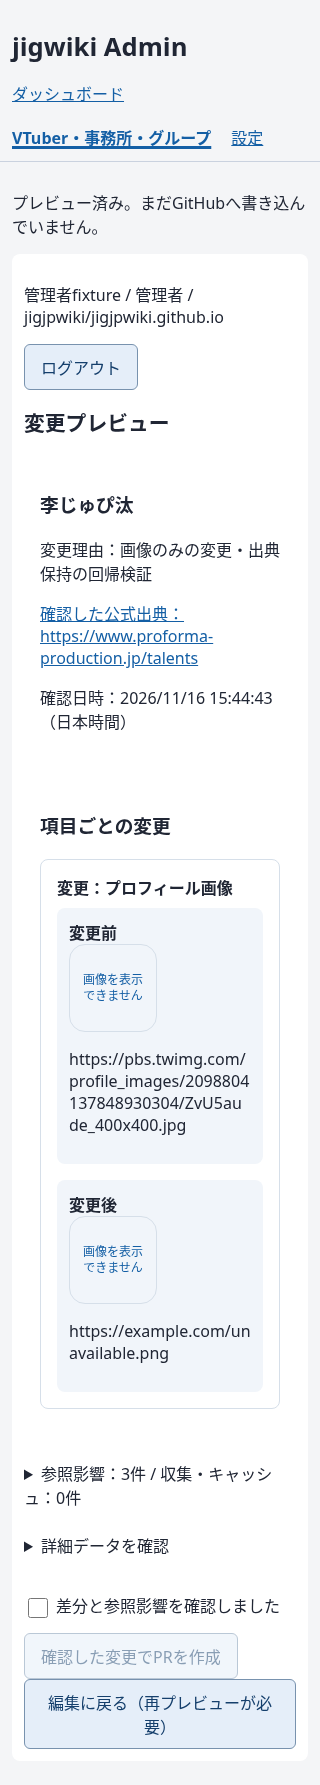 jigwiki Admin
ダッシュボード
VTuber・事務所・グループ 設定
プレビュー済み。まだGitHubへ書き込ん
でいません。
管理者fixture / 管理者 /
jigjpwiki/jigjpwiki.github.io
ログアウト
変更プレビュー
李じゅぴ汰
変更理由：画像のみの変更・出典
保持の回帰検証
確認した公式出典：
https://www.proforma-
production.jp/talents
確認日時：2026/11/16 15:44:43
（日本時間）
項目ごとの変更
変更：プロフィール画像
変更前
画像を表示
できません
https://pbs.twimg.com/
profile_images/2098804
137848930304/ZvU5au
de_400x400.jpg
変更後
画像を表示
できません
https://example.com/un
available.png
▶ 参照影響：3件 / 収集・キャッシ
ュ：0件
▶ 詳細データを確認
差分と参照影響を確認しました
確認した変更でPRを作成
編集に戻る（再プレビューが必
要）